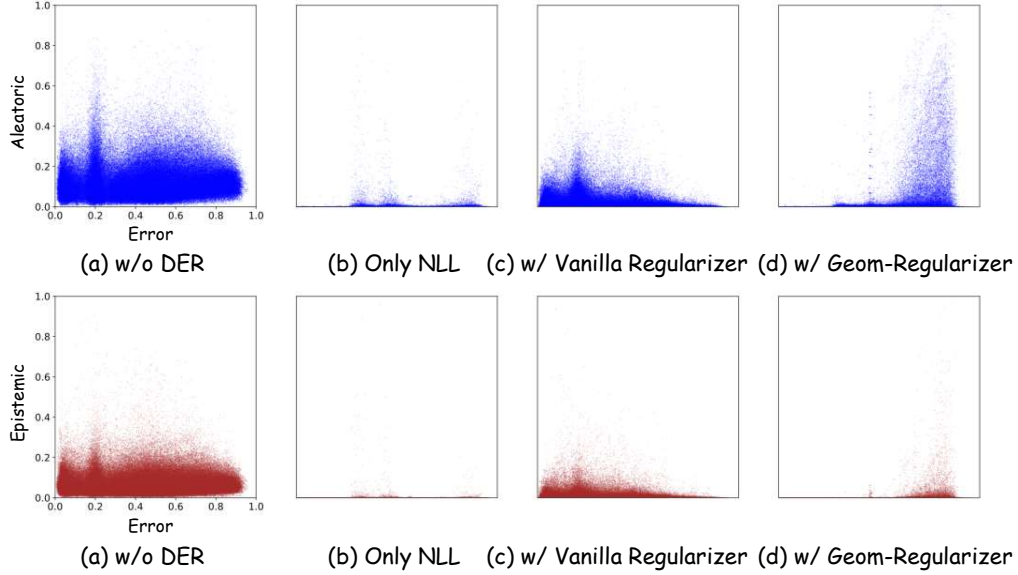 1.0
0.8
0.6
0.4
0.2
0.0
Aleatoric
0.0 0.2 0.4 0.6 0.8 1.0
Error
(a) w/o DER (b) Only NLL (c) w/ Vanilla Regularizer (d) w/ Geom-Regularizer
1.0
0.8
0.6
0.4
0.2
0.0
Epistemic
0.0 0.2 0.4 0.6 0.8 1.0
Error
(a) w/o DER (b) Only NLL (c) w/ Vanilla Regularizer (d) w/ Geom-Regularizer